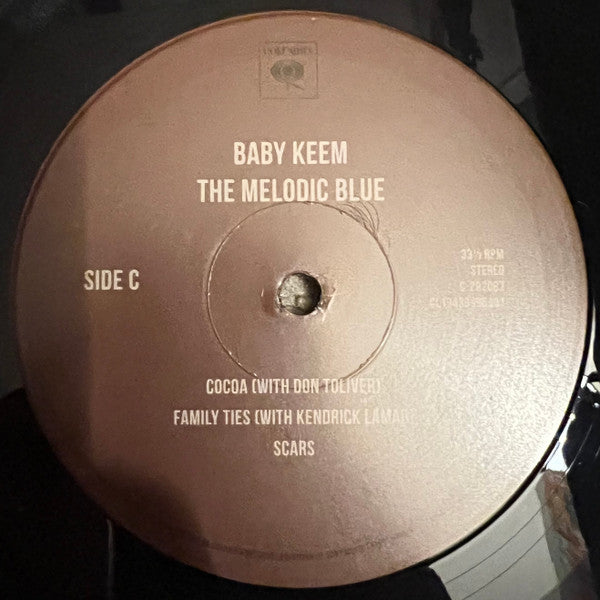 COLUMBIA
BABY KEEM
THE MELODIC BLUE
SIDE C
33⅓ RPM
STEREO
COCOA (WITH DON TOLIVER)
FAMILY TIES (WITH KENDRICK LAMAR
SCARS